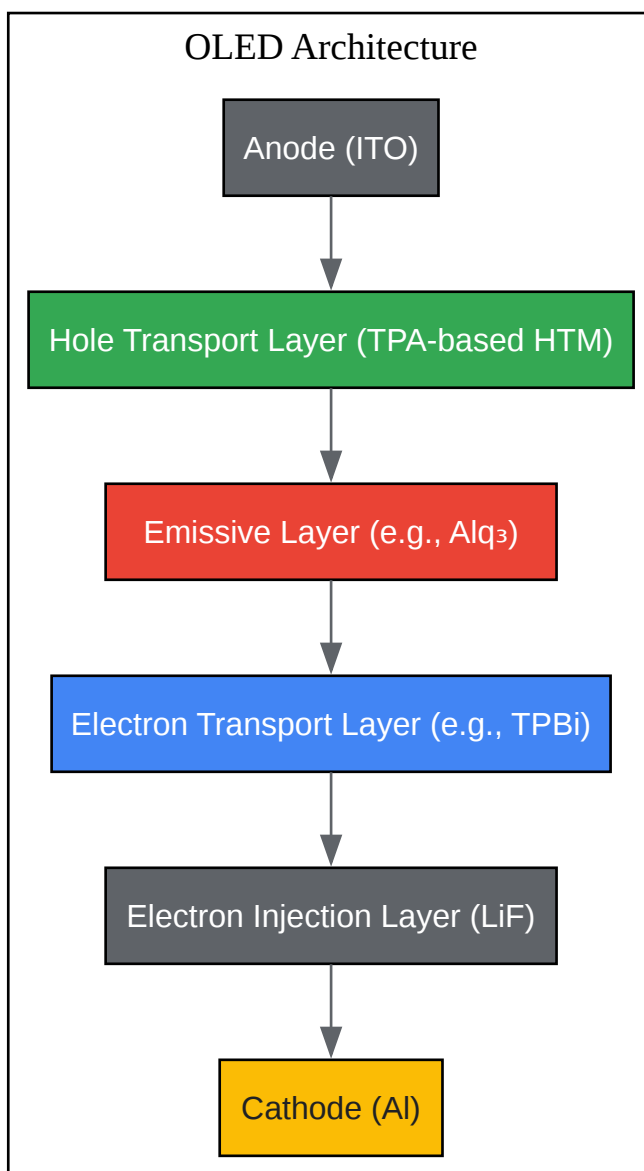 OLED Architecture
Anode (ITO)
Hole Transport Layer (TPA-based HTM)
Emissive Layer (e.g., Alq₃)
Electron Transport Layer (e.g., TPBi)
Electron Injection Layer (LiF)
Cathode (Al)